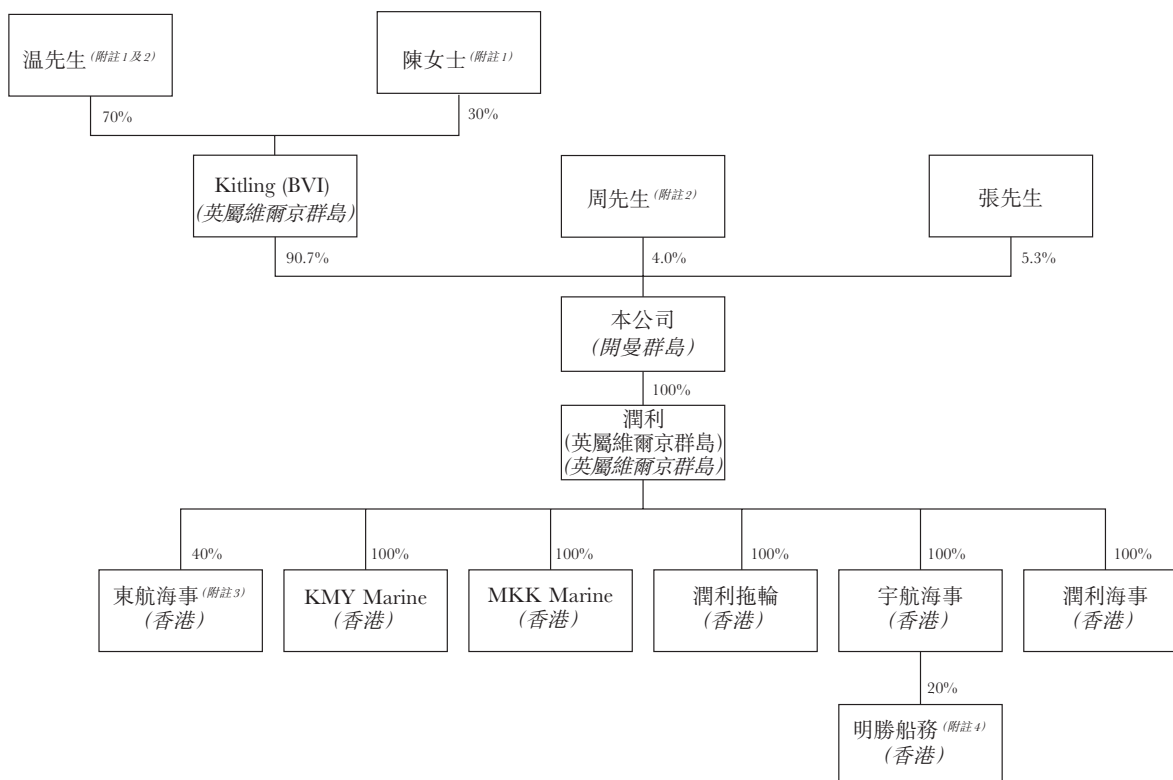 温先生(附註1及2)
陳女士(附註1)
70%
30%
Kitling (BVI)
(英屬維爾京群島)
周先生(附註2)
張先生
90.7%
4.0%
5.3%
本公司
(開曼群島)
100%
潤利
(英屬維爾京群島)
(英屬維爾京群島)
40%
100%
100%
100%
100%
100%
東航海事(附註3)
(香港)
KMY Marine
(香港)
MKK Marine
(香港)
潤利拖輪
(香港)
宇航海事
(香港)
潤利海事
(香港)
20%
明勝船務(附註4)
(香港)